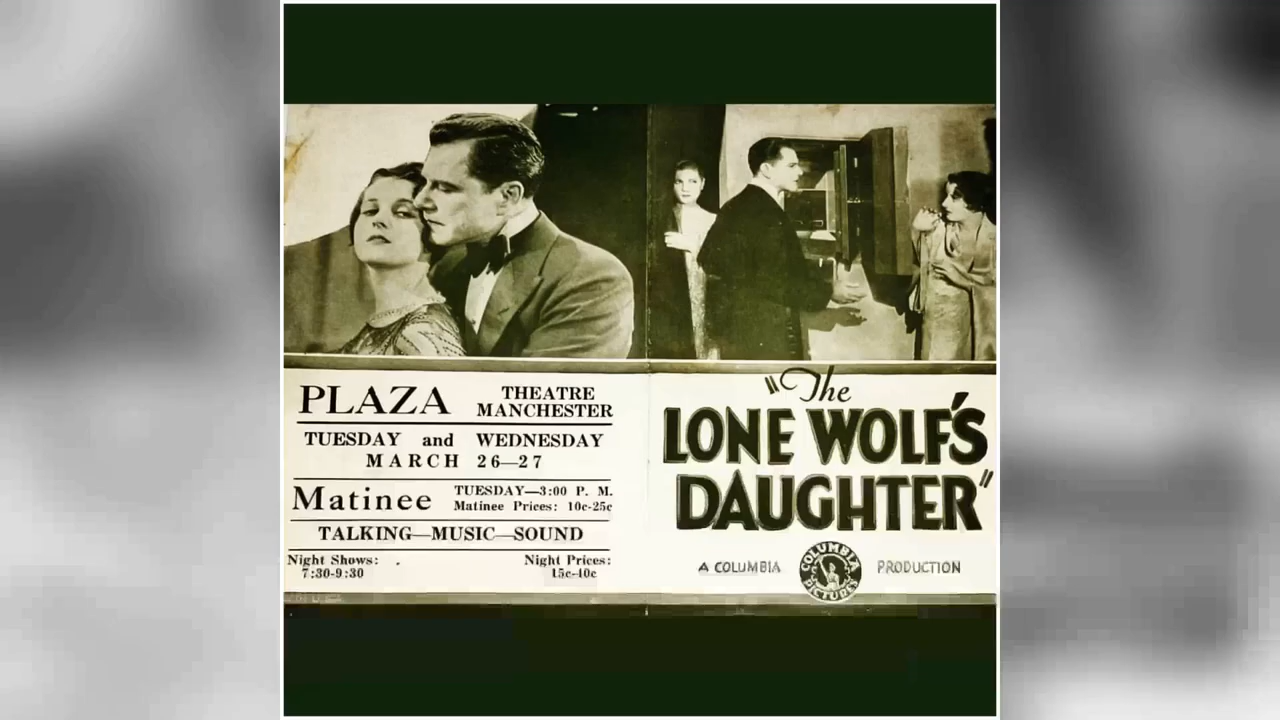 PLAZA THEATRE MANCHESTER
TUESDAY and WEDNESDAY
MARCH 26—27
Matinee TUESDAY—3:00 P. M.
Matinee Prices: 10c-25c
TALKING—MUSIC—SOUND
Night Shows: Night Prices:
7:30-9:30 15c-40c
"The
LONE WOLF'S
DAUGHTER"
A COLUMBIA COLUMBIA PICTURES PRODUCTION